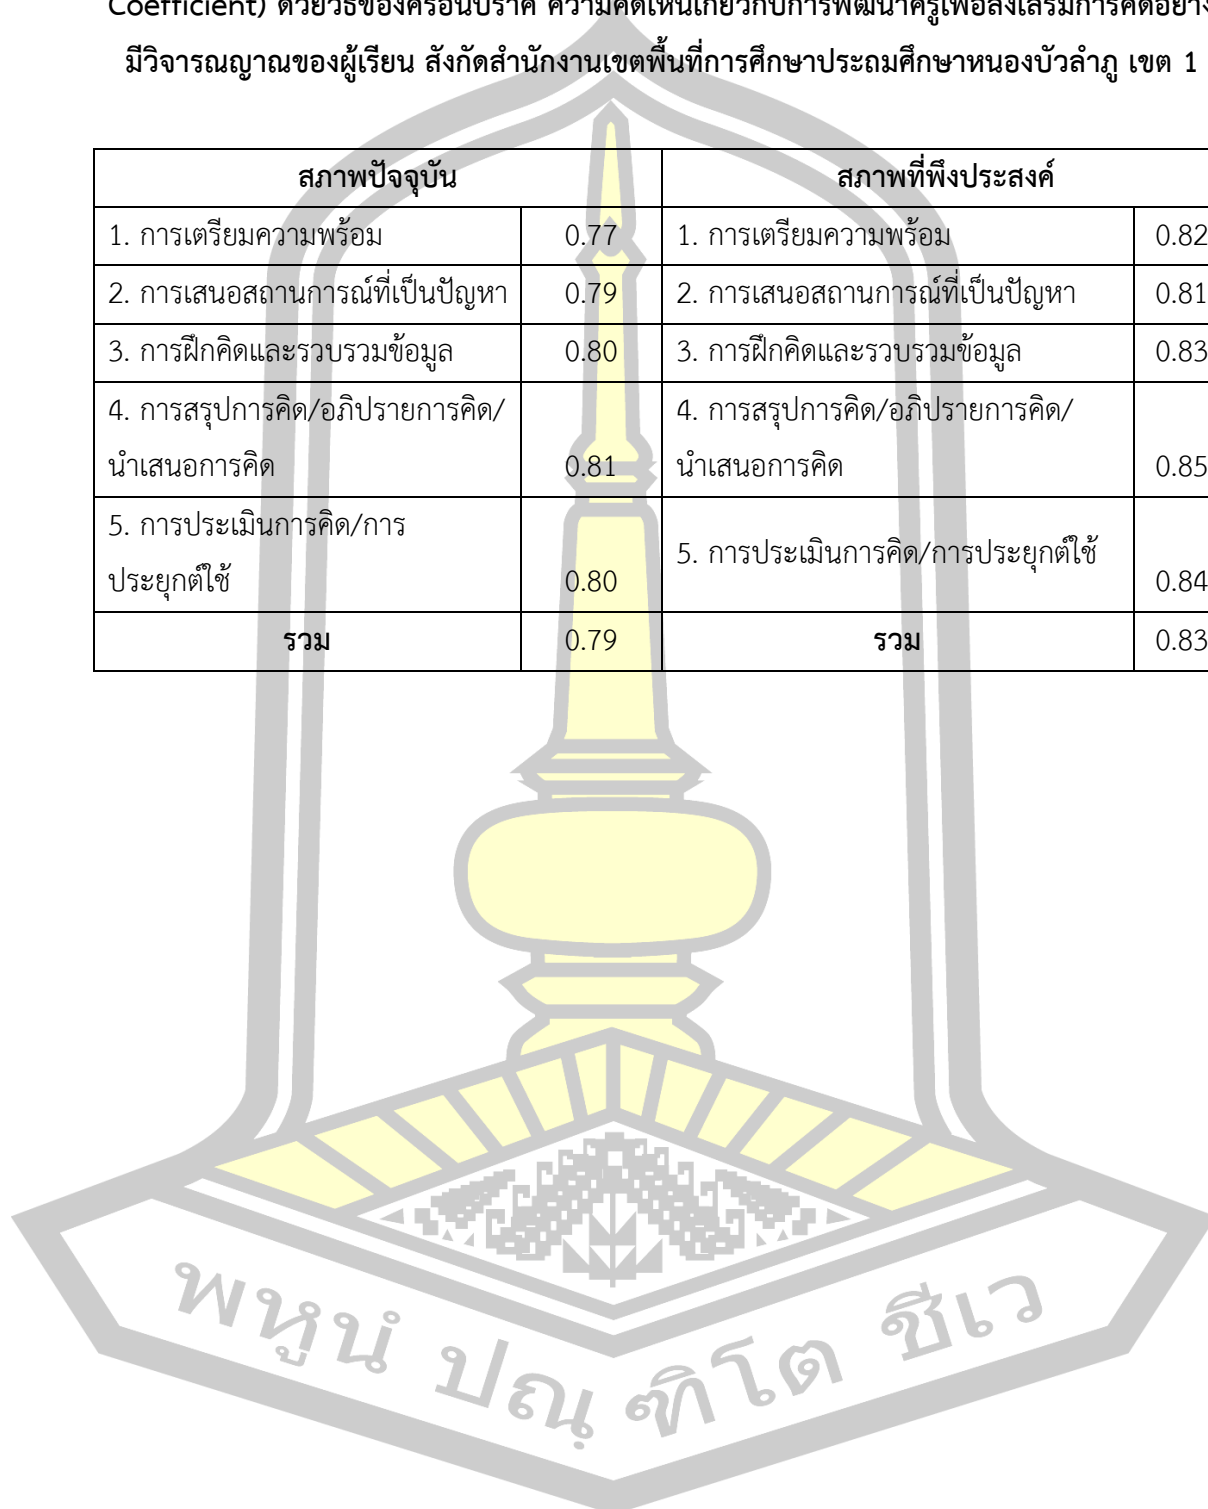 Coefficient) ด้วยวิธีของครอนบราค ความคิดเห็นเกี่ยวกับการพัฒนาครูเพื่อส่งเสริมการคิดอย่าง
มีวิจารณญาณของผู้เรียน สังกัดสำนักงานเขตพื้นที่การศึกษาประถมศึกษาหนองบัวลำภู เขต 1
สภาพปัจจุบัน สภาพที่พึงประสงค์
1. การเตรียมความพร้อม 0.77 1. การเตรียมความพร้อม 0.82
2. การเสนอสถานการณ์ที่เป็นปัญหา 0.79 2. การเสนอสถานการณ์ที่เป็นปัญหา 0.81
3. การฝึกคิดและรวบรวมข้อมูล 0.80 3. การฝึกคิดและรวบรวมข้อมูล 0.83
4. การสรุปการคิด/อภิปรายการคิด/ 4. การสรุปการคิด/อภิปรายการคิด/
นำเสนอการคิด 0.81 นำเสนอการคิด 0.85
5. การประเมินการคิด/การ 5. การประเมินการคิด/การประยุกต์ใช้
ประยุกต์ใช้ 0.80 0.84
รวม 0.79 รวม 0.83
พหูนํ ปณฺฑิโต ชีเว